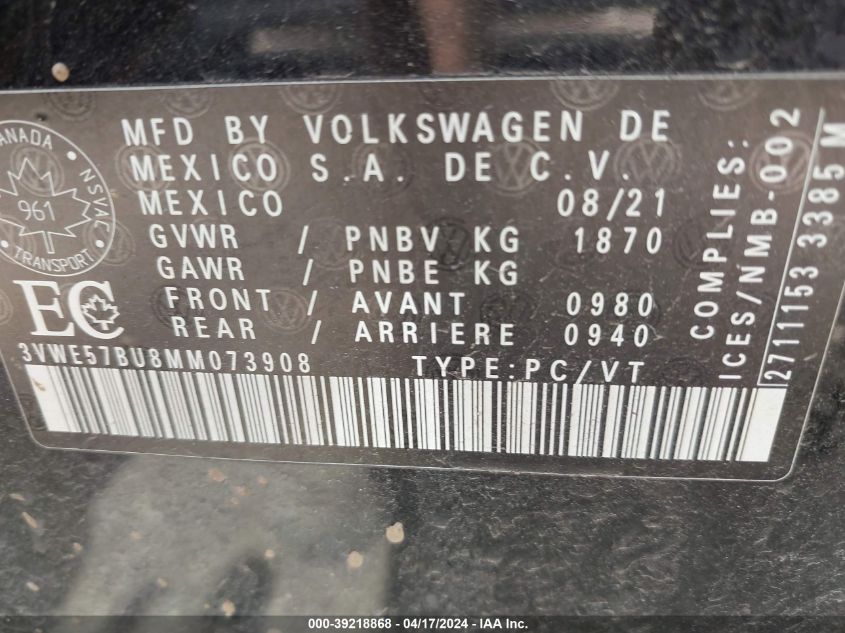 CANADA
NSVAC
961
TRANSPORT
EC
MFD BY VOLKSWAGEN DE
MEXICO S.A. DE C.V.
MEXICO 08/21
GVWR / PNBV KG 1870
GAWR / PNBE KG
FRONT / AVANT 0980
REAR / ARRIERE 0940
3VWE57BU8MM073908 TYPE:PC/VT
COMPLIES:
ICES/NMB-002
2711153 3385 M
000-39218868 - 04/17/2024 - IAA Inc.